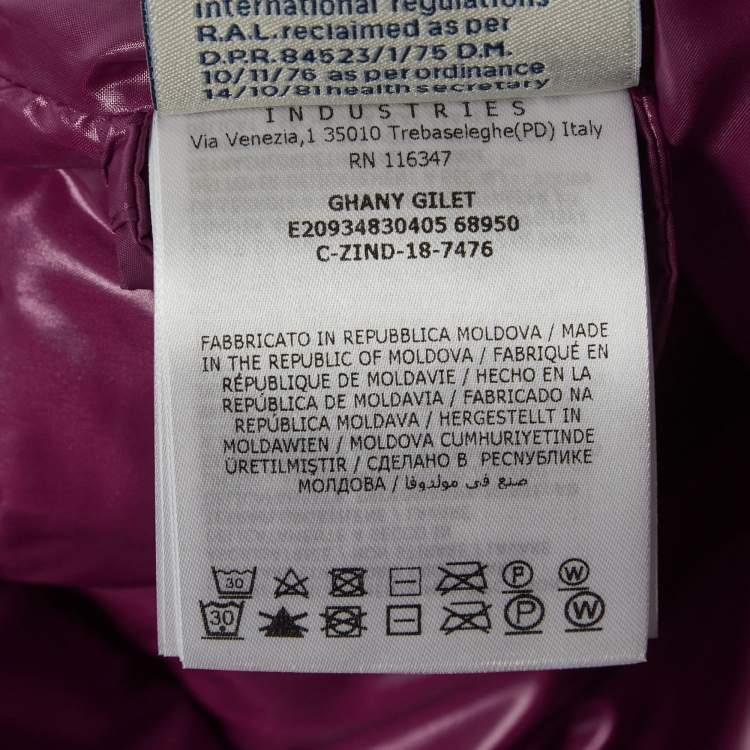 international regulations
R.A.L. reclaimed as per
D.P.R. 84523/1/75 D.M.
10/11/76 as per ordinance
14/10/81 health secretary
INDUSTRIES
Via Venezia,1 35010 Trebaseleghe(PD) Italy
RN 116347
GHANY GILET
E20934830405 68950
C-ZIND-18-7476
FABBRICATO IN REPUBBLICA MOLDOVA / MADE
IN THE REPUBLIC OF MOLDOVA / FABRIQUÉ EN
RÉPUBLIQUE DE MOLDAVIE / HECHO EN LA
REPÚBLICA DE MOLDAVIA / FABRICADO NA
REPÚBLICA MOLDAVA / HERGESTELLT IN
MOLDAWIEN / MOLDOVA CUMHURIYETINDE
ÜRETILMIŞTIR / СДЕЛАНО В РЕСПУБЛИКЕ
МОЛДОВА / صنع في مولدوفا
30 P W
30 P W